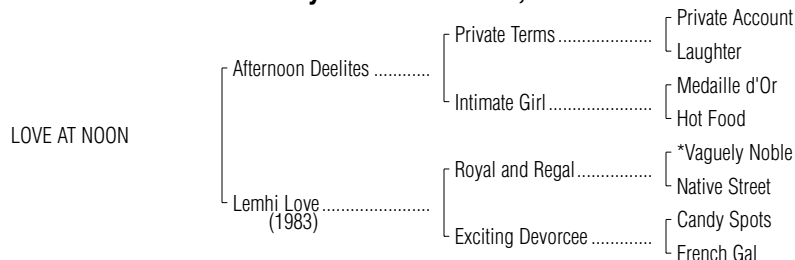 Private Account
Private Terms
Laughter
Afternoon Deelites
Medaille d'Or
Intimate Girl
Hot Food
LOVE AT NOON
*Vaguely Noble
Royal and Regal
Native Street
Lemhi Love
(1983)
Candy Spots
Exciting Devorcee
French Gal